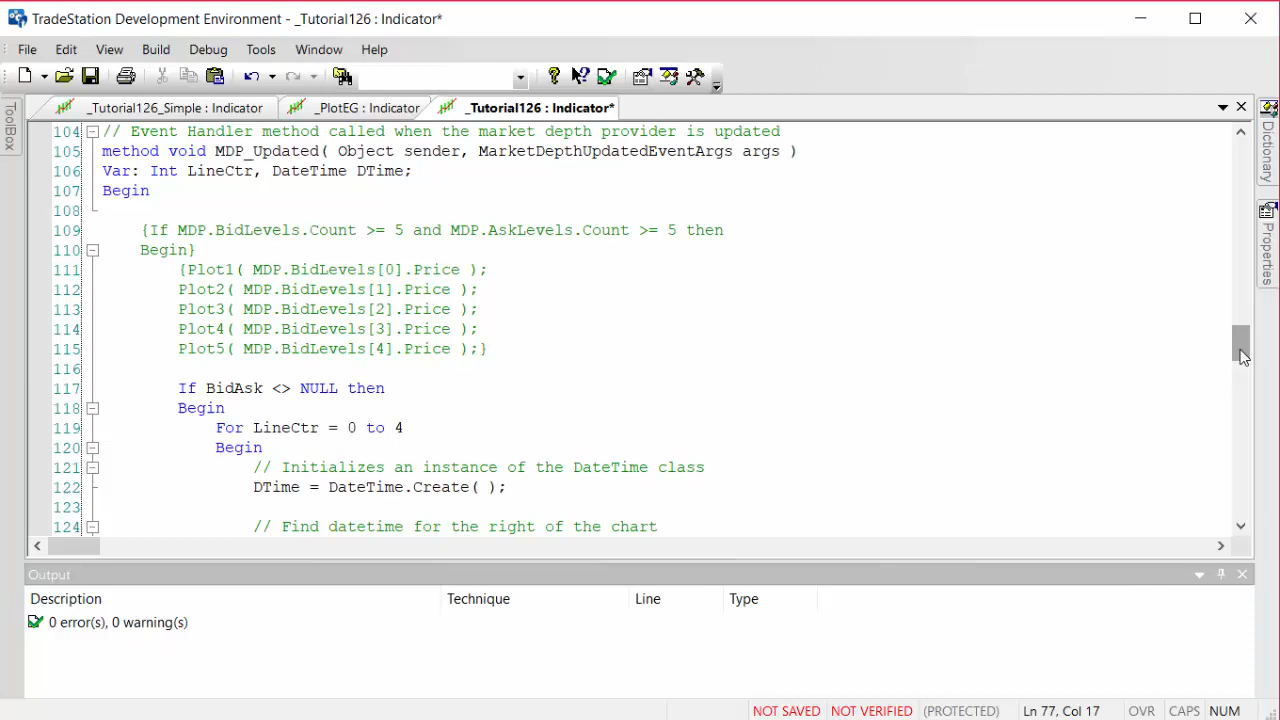 TradeStation Development Environment - _Tutorial126 : Indicator*
File Edit View Build Debug Tools Window Help
_Tutorial126_Simple : Indicator _PlotEG : Indicator _Tutorial126 : Indicator*
ToolBox
Dictionary
Properties
104 // Event Handler method called when the market depth provider is updated
105 method void MDP_Updated( Object sender, MarketDepthUpdatedEventArgs args )
106 Var: Int LineCtr, DateTime DTime;
107 Begin
108
109 {If MDP.BidLevels.Count >= 5 and MDP.AskLevels.Count >= 5 then
110 Begin}
111 {Plot1( MDP.BidLevels[0].Price );
112 Plot2( MDP.BidLevels[1].Price );
113 Plot3( MDP.BidLevels[2].Price );
114 Plot4( MDP.BidLevels[3].Price );
115 Plot5( MDP.BidLevels[4].Price );}
116
117 If BidAsk <> NULL then
118 Begin
119 For LineCtr = 0 to 4
120 Begin
121 // Initializes an instance of the DateTime class
122 DTime = DateTime.Create( );
123
124 // Find datetime for the right of the chart
Output
Description Technique Line Type
0 error(s), 0 warning(s)
NOT SAVED NOT VERIFIED (PROTECTED) Ln 77, Col 17 OVR CAPS NUM